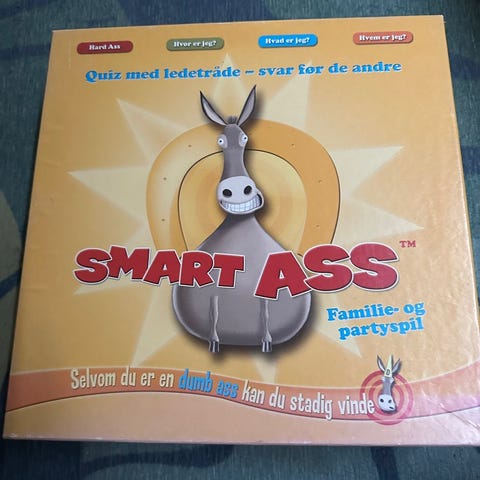 Hard Ass
Hvor er jeg?
Hvad er jeg?
Hvem er jeg?
Quiz med ledetråde – svar før de andre
SMART ASS™
Familie- og
partyspil
Selvom du er en dumb ass kan du stadig vinde